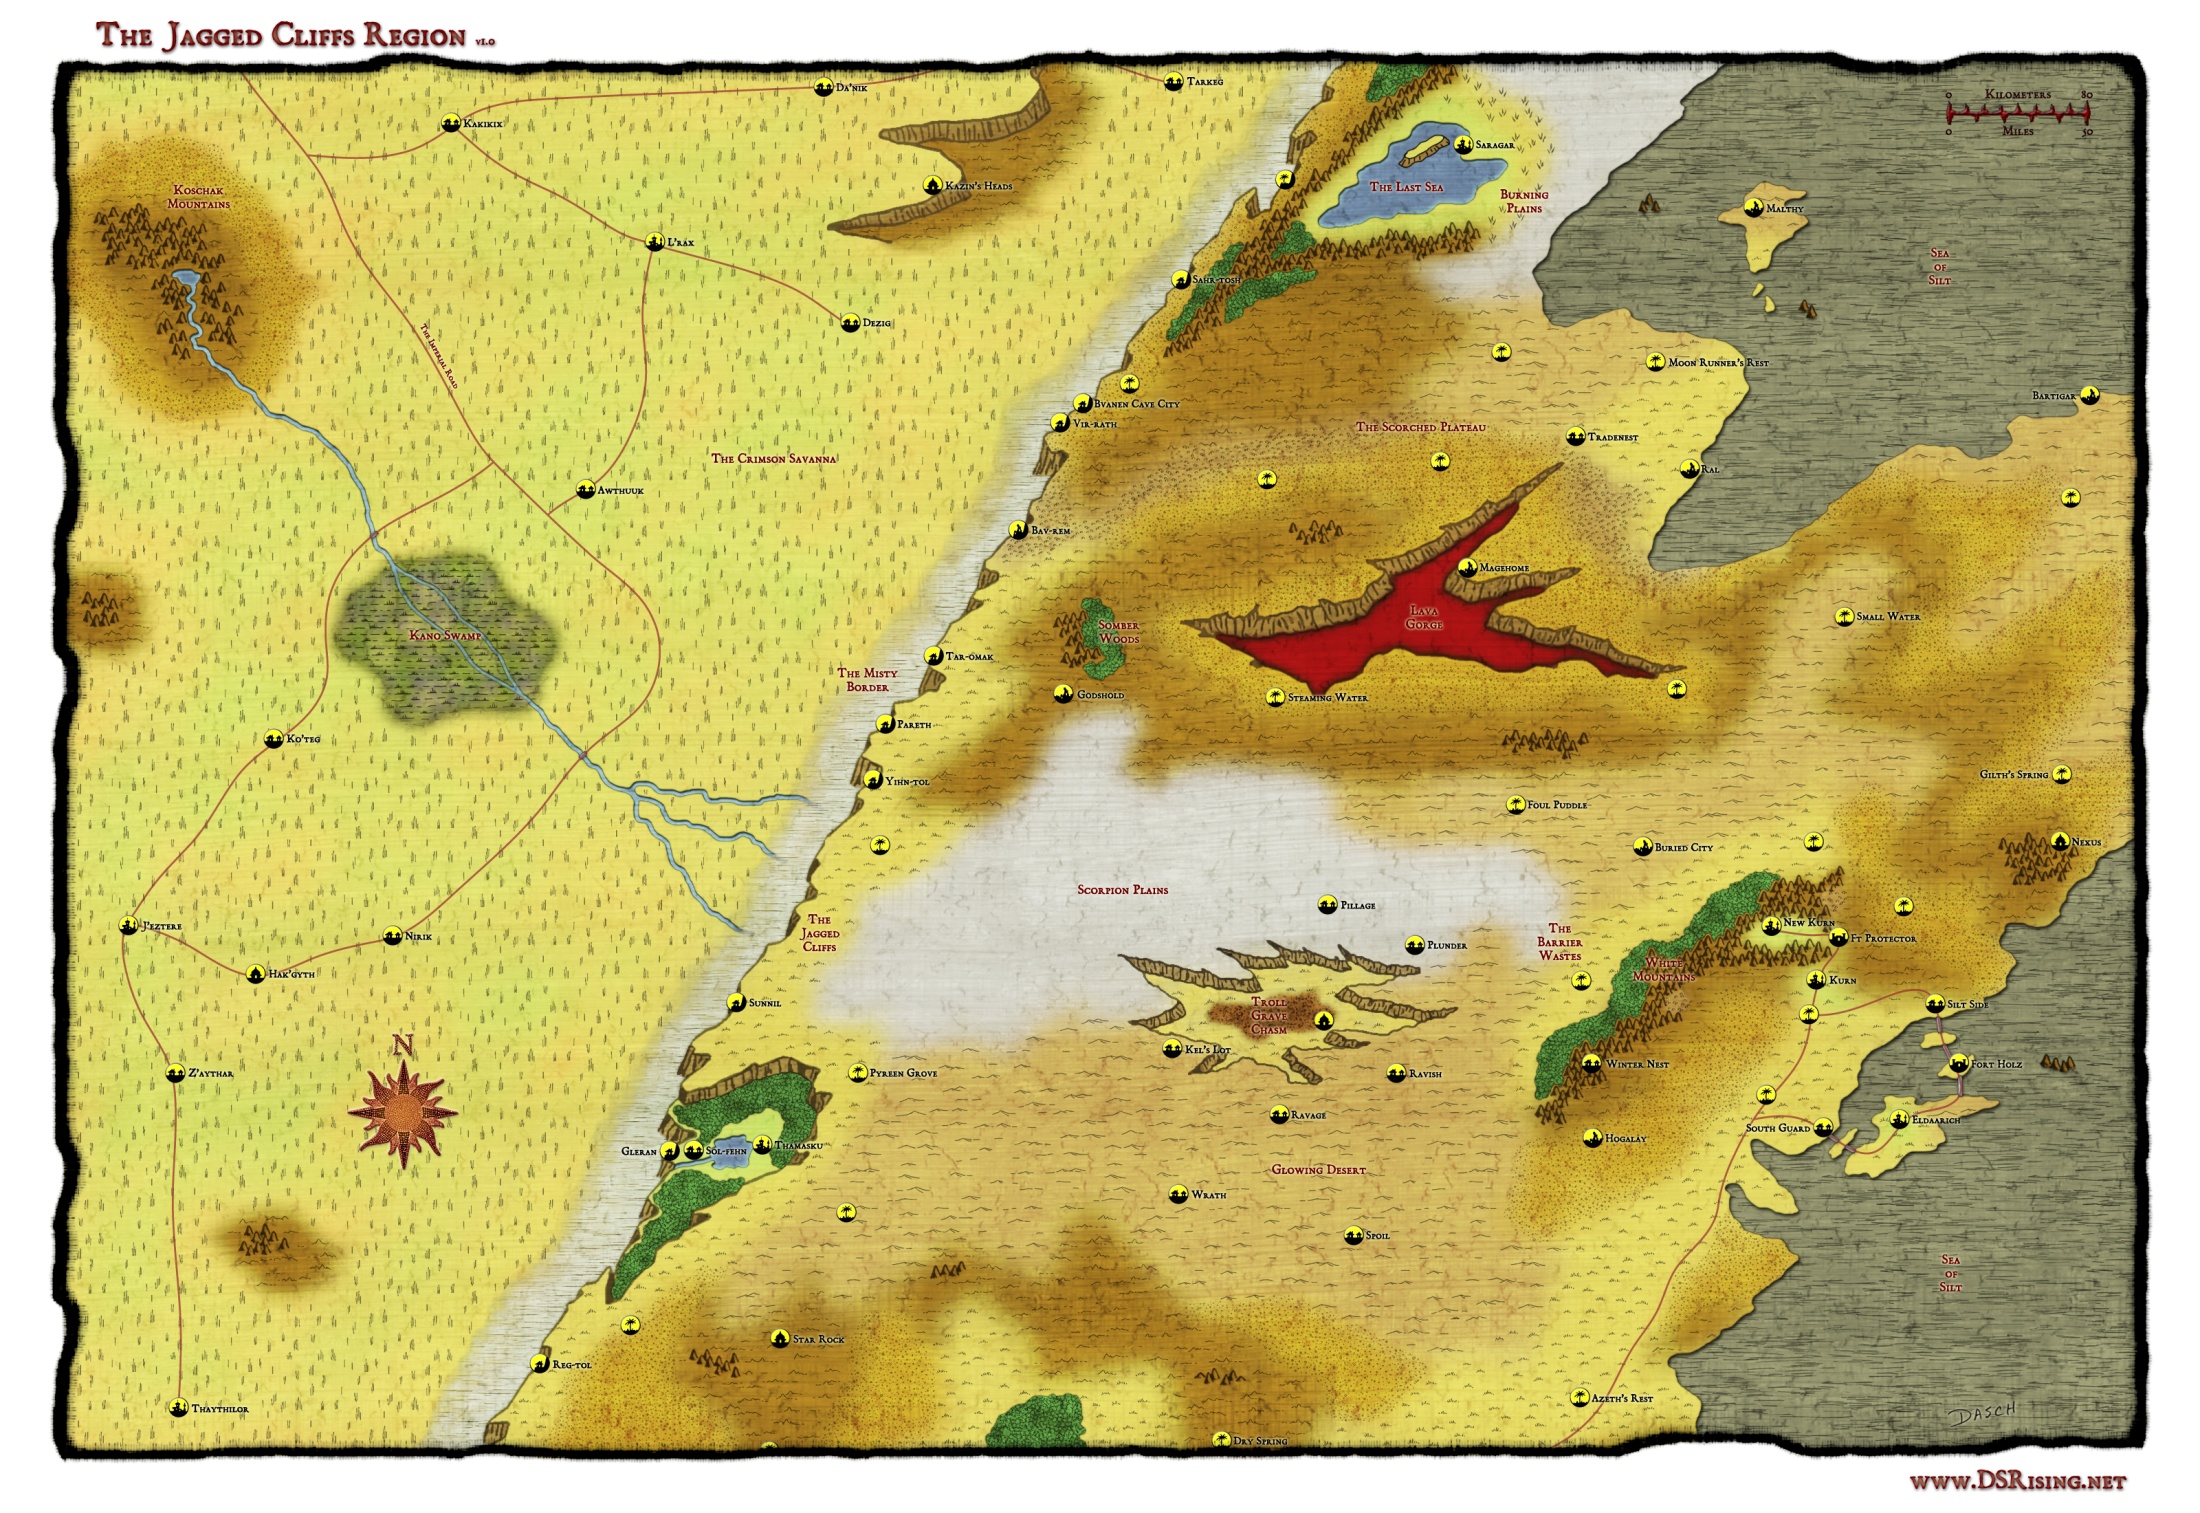 The Jagged Cliffs Region v1.0
Tarkeg
Da'nik
0 Kilometers 80
0 Miles 50
Kakikix
Saragar
Koschak
Mountains
Kazin's Heads
The Last Sea
Burning
Plains
Malthy
L'rax
Sea
of
Silt
Sahr-tosh
Dezig
The Imperial Road
Moon Runner's Rest
Bartigar
Bvanen Cave City
Vir-rath
The Scorched Plateau
Tradenest
The Crimson Savanna
Ral
Awthuuk
Bav-rem
Magehome
Lava
Gorge
Small Water
Kano Swamp
Somber
Woods
Tar-omak
The Misty
Border
Godshold
Steaming Water
Pareth
Ko'teg
Yihn-tol
Gilth's Spring
Foul Puddle
Buried City
Nexus
Scorpion Plains
Pillage
The
Jagged
Cliffs
J'eztere
Nirik
Plunder
The
Barrier
Wastes
New Kurn
Ft Protector
White
Mountains
Hak'gyth
Kurn
Sunnil
Troll
Grave
Chasm
Silt Side
N
Kel's Lot
Winter Nest
Fort Holz
Z'aythar
Pyreen Grove
Ravish
Ravage
Eldaarich
South Guard
Hogalay
Gleran
Sol-fehn
Thamasku
Glowing Desert
Wrath
Spoil
Sea
of
Silt
Star Rock
Reg-tol
Azeth's Rest
Thaythilor
Dasch
Dry Spring
www.DSRising.net